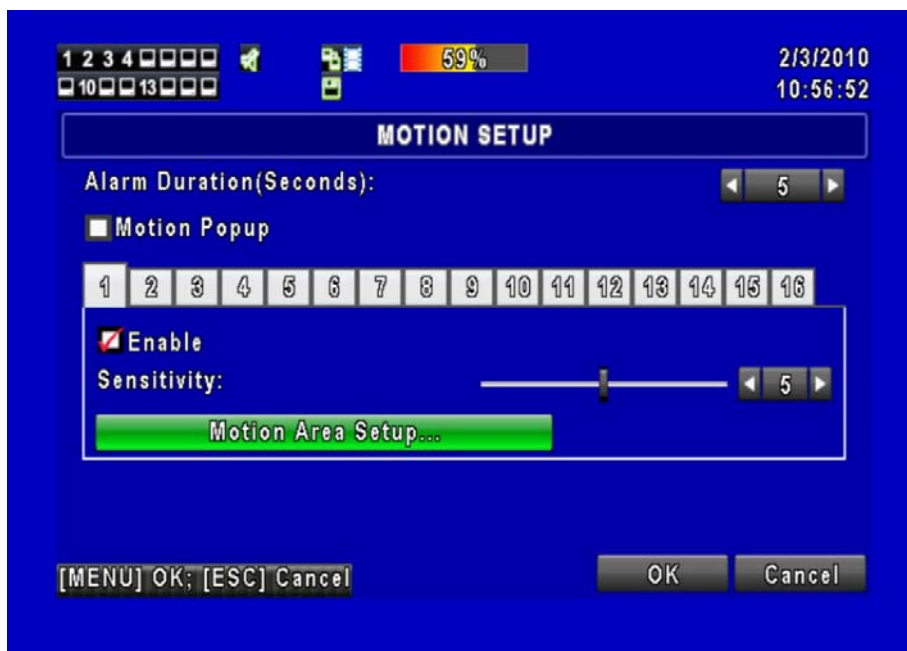 1 2 3 4 59% 2/3/2010
10 13 10:56:52
MOTION SETUP
Alarm Duration(Seconds): 5
Motion Popup
1 2 3 4 5 6 7 8 9 10 11 12 13 14 15 16
Enable
Sensitivity: 5
Motion Area Setup...
[MENU] OK; [ESC] Cancel OK Cancel